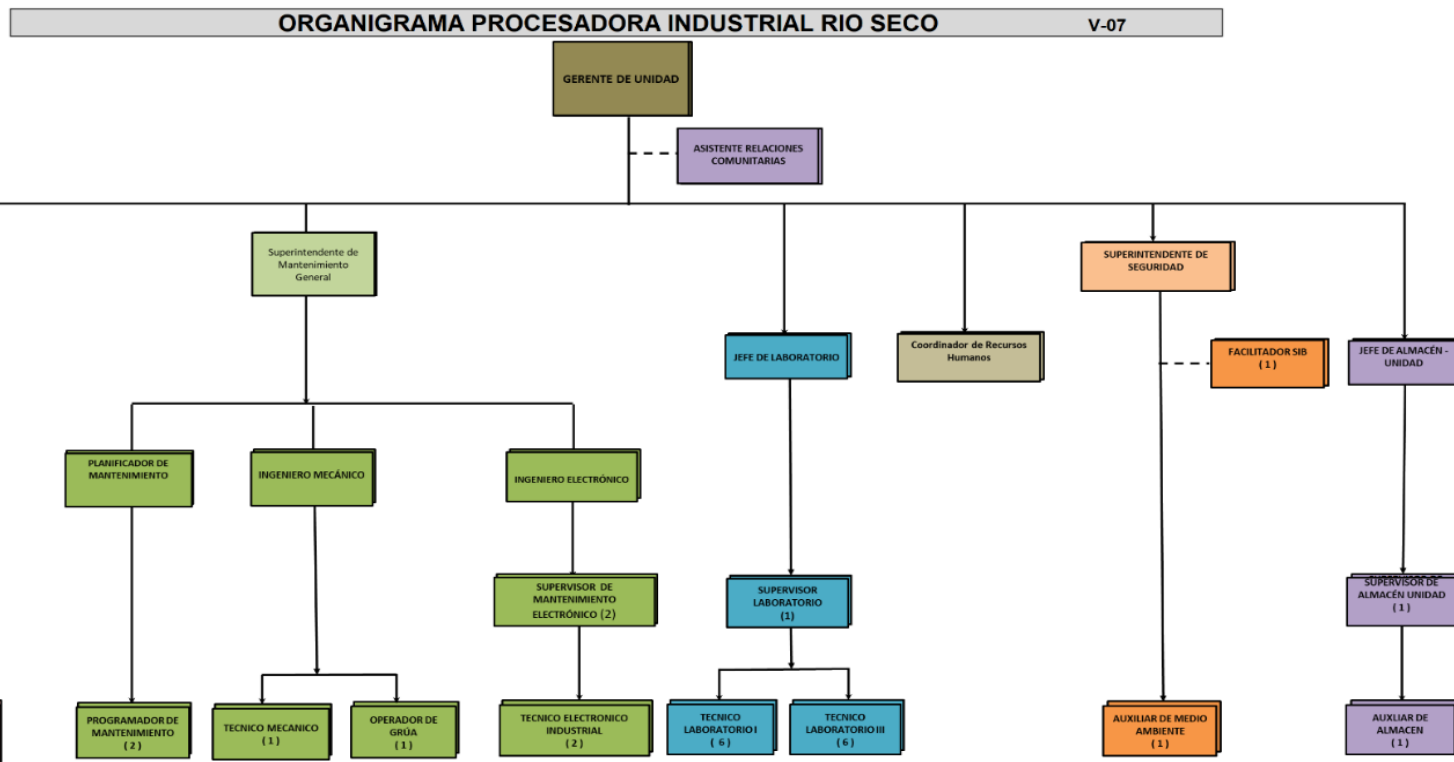 ORGANIGRAMA PROCESADORA INDUSTRIAL RIO SECO V-07
GERENTE DE UNIDAD
ASISTENTE RELACIONES
COMUNITARIAS
Superintendente de
Mantenimiento
General
SUPERINTENDENTE DE
SEGURIDAD
JEFE DE LABORATORIO
Coordinador de Recursos
Humanos
FACILITADOR SIB
( 1 )
JEFE DE ALMACÉN -
UNIDAD
PLANIFICADOR DE
MANTENIMIENTO
INGENIERO MECÁNICO
INGENIERO ELECTRÓNICO
SUPERVISOR DE
MANTENIMIENTO
ELECTRÓNICO (2)
SUPERVISOR
LABORATORIO
(1)
SUPERVISOR DE
ALMACÉN UNIDAD
( 1 )
PROGRAMADOR DE
MANTENIMIENTO
( 2 )
TECNICO MECANICO
( 1 )
OPERADOR DE
GRÚA
( 1 )
TECNICO ELECTRONICO
INDUSTRIAL
( 2 )
TECNICO
LABORATORIO I
( 6 )
TECNICO
LABORATORIO III
( 6 )
AUXILIAR DE MEDIO
AMBIENTE
( 1 )
AUXLIAR DE
ALMACEN
( 1 )